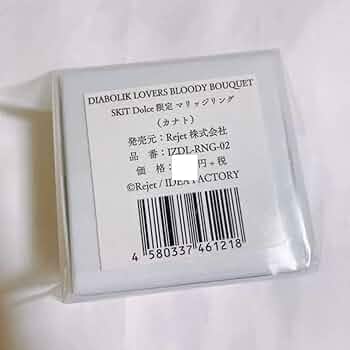 DIABOLIK LOVERS BLOODY BOUQUET
SKiT Dolce 限定 マリッジリング
（カナト）
発売元：Rejet 株式会社
品　番：IZDL-RNG-02
価　格：　　円＋税
©Rejet / IDEA FACTORY
4 580337 461218